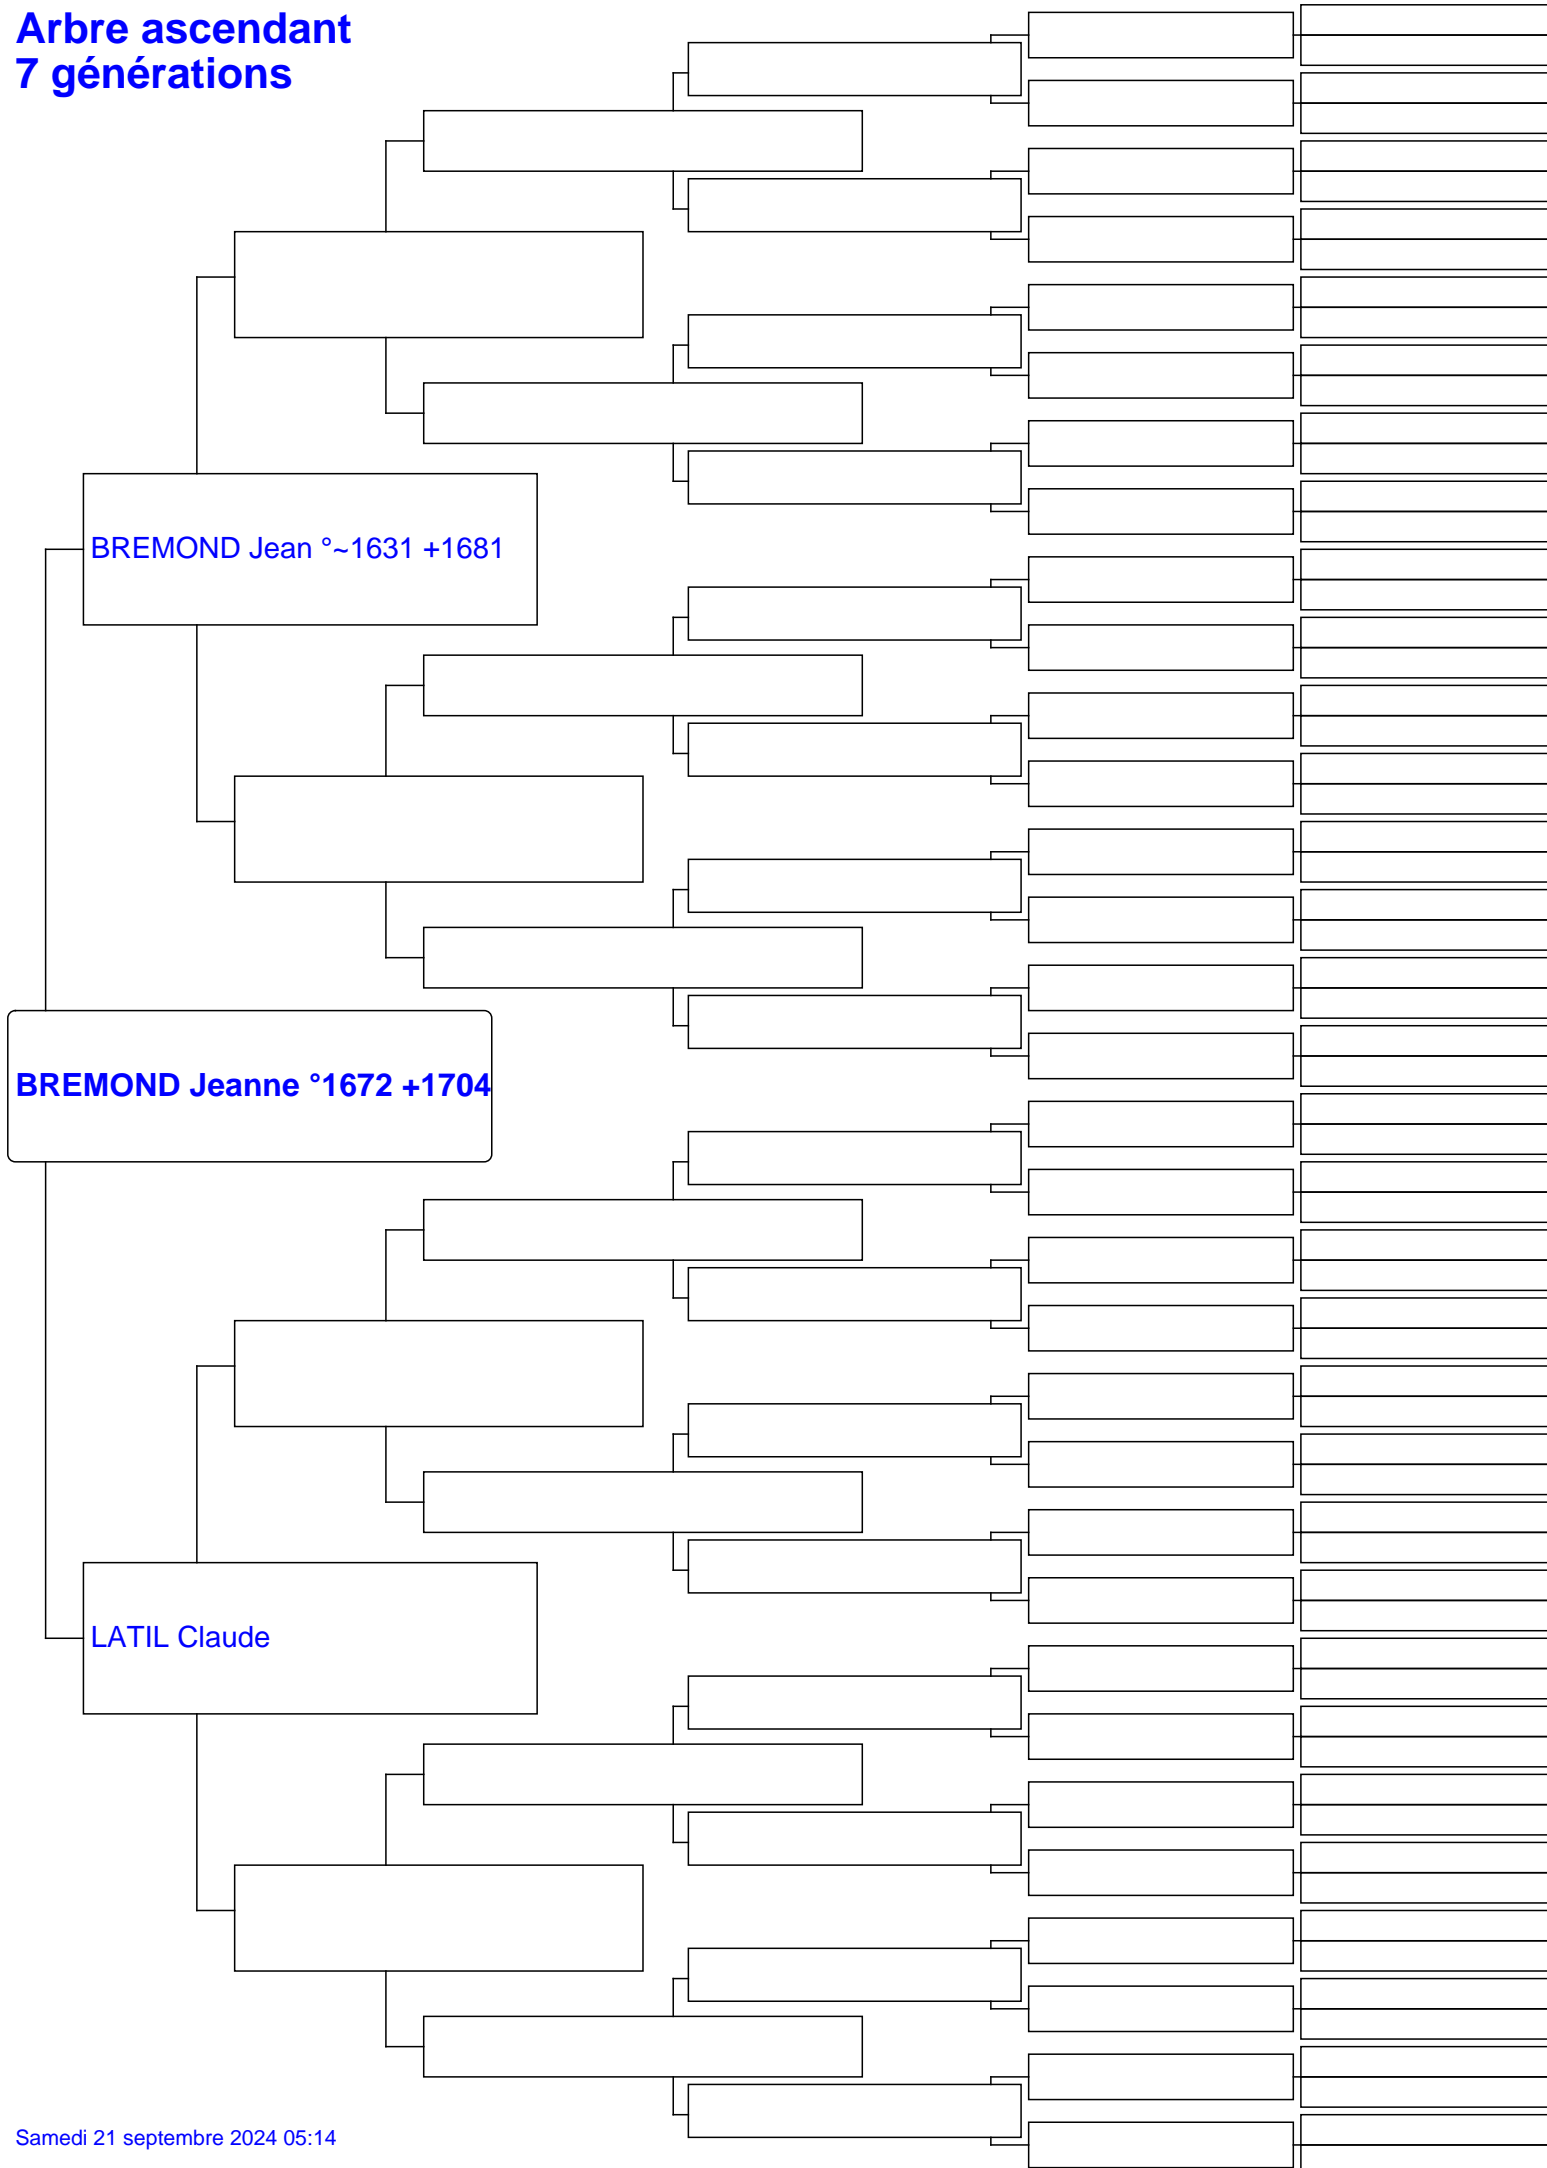 Arbre ascendant
7 générations
BREMOND Jean °~1631 +1681
BREMOND Jeanne °1672 +1704
LATIL Claude
Samedi 21 septembre 2024 05:14